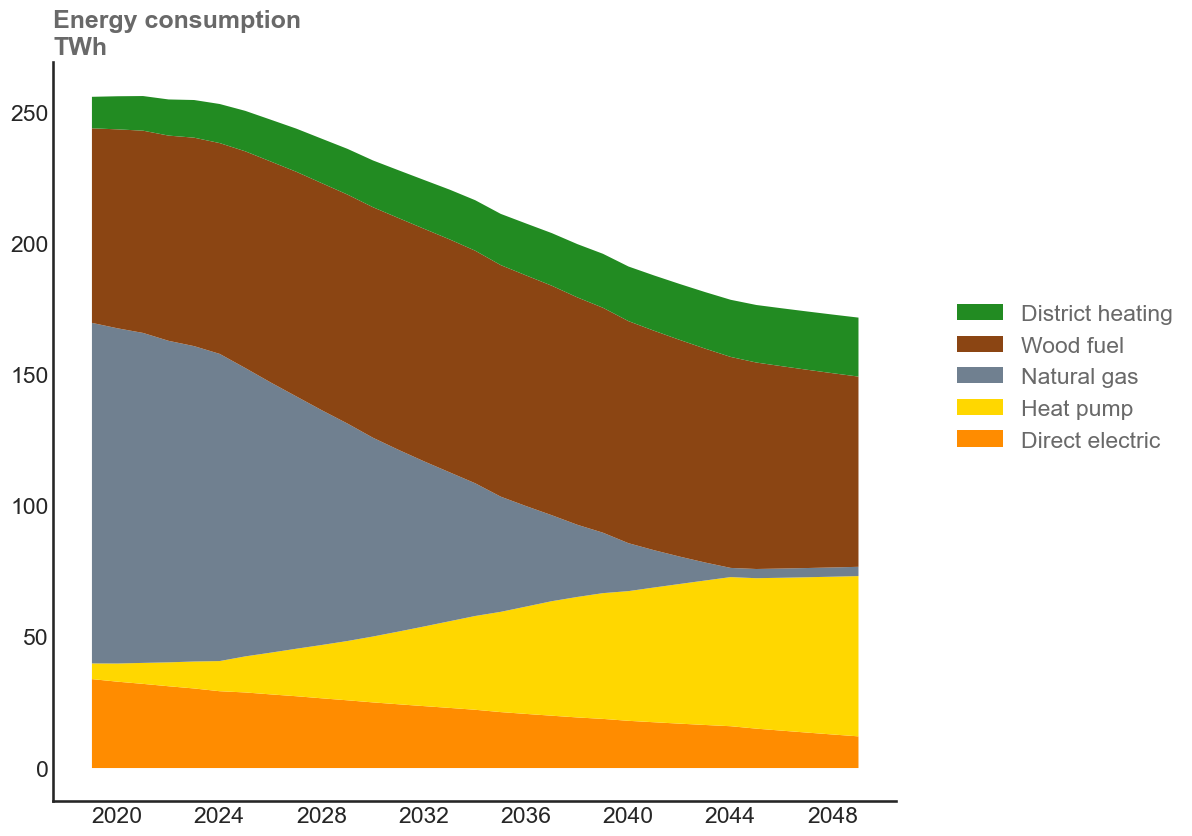 Energy consumption
TWh
250
200
150
100
50
0
2020 2024 2028 2032 2036 2040 2044 2048
District heating
Wood fuel
Natural gas
Heat pump
Direct electric